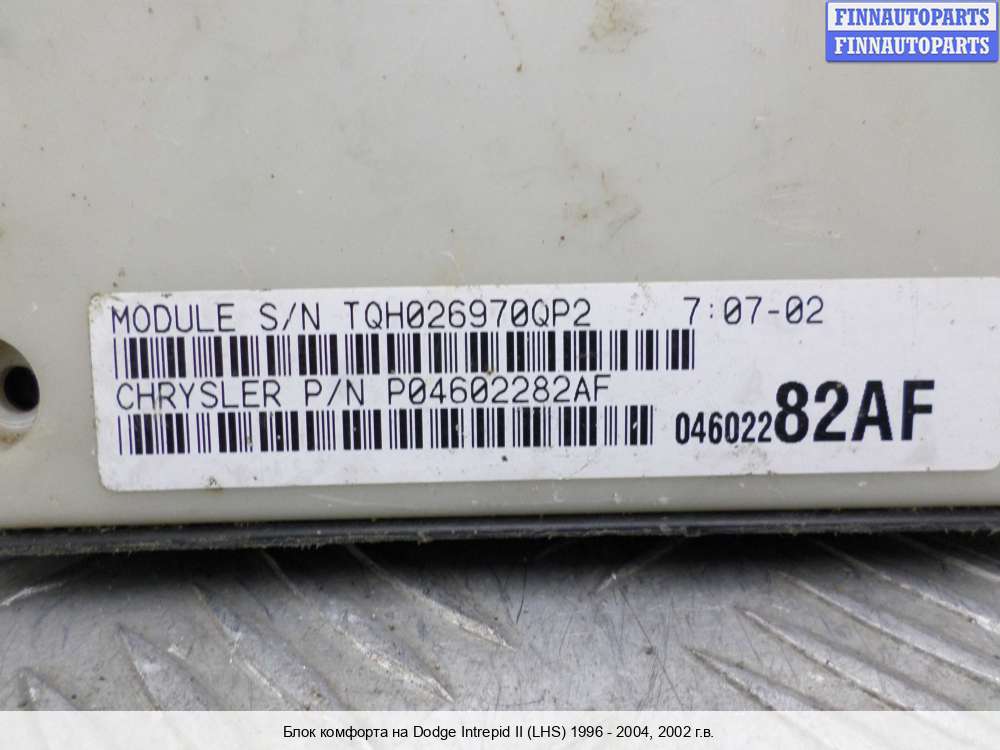 FINNAUTOPARTS
FINNAUTOPARTS
MODULE S/N TQH026970QP2 7:07-02
CHRYSLER P/N P04602282AF
04602282AF
Блок комфорта на Dodge Intrepid II (LHS) 1996 - 2004, 2002 г.в.